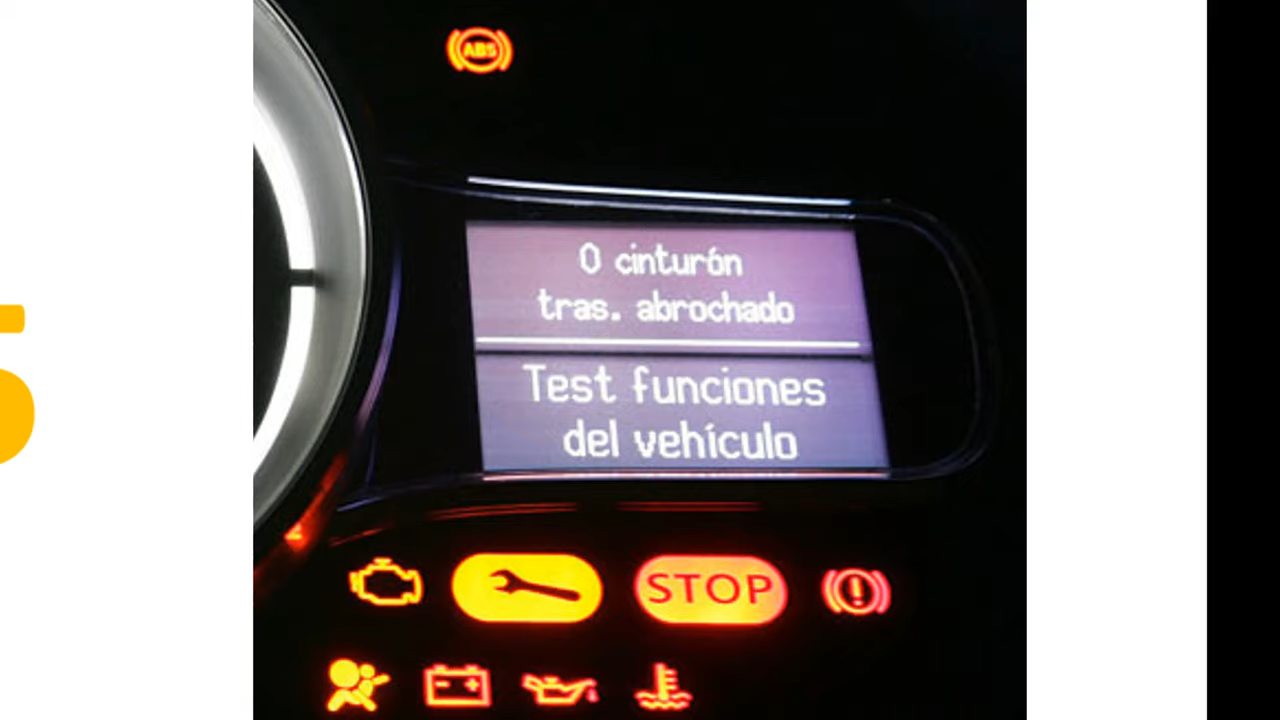 ABS
0 cinturón
tras. abrochado
Test funciones
del vehículo
STOP